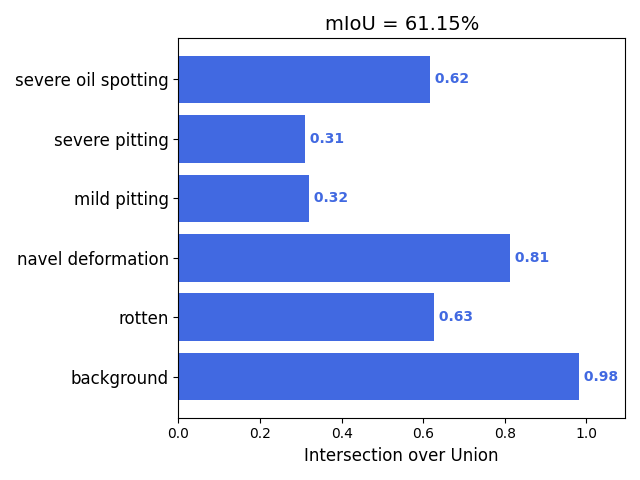 mIoU = 61.15%
severe oil spotting
0.62
severe pitting
0.31
mild pitting
0.32
navel deformation
0.81
rotten
0.63
background
0.98
0.0 0.2 0.4 0.6 0.8 1.0
Intersection over Union